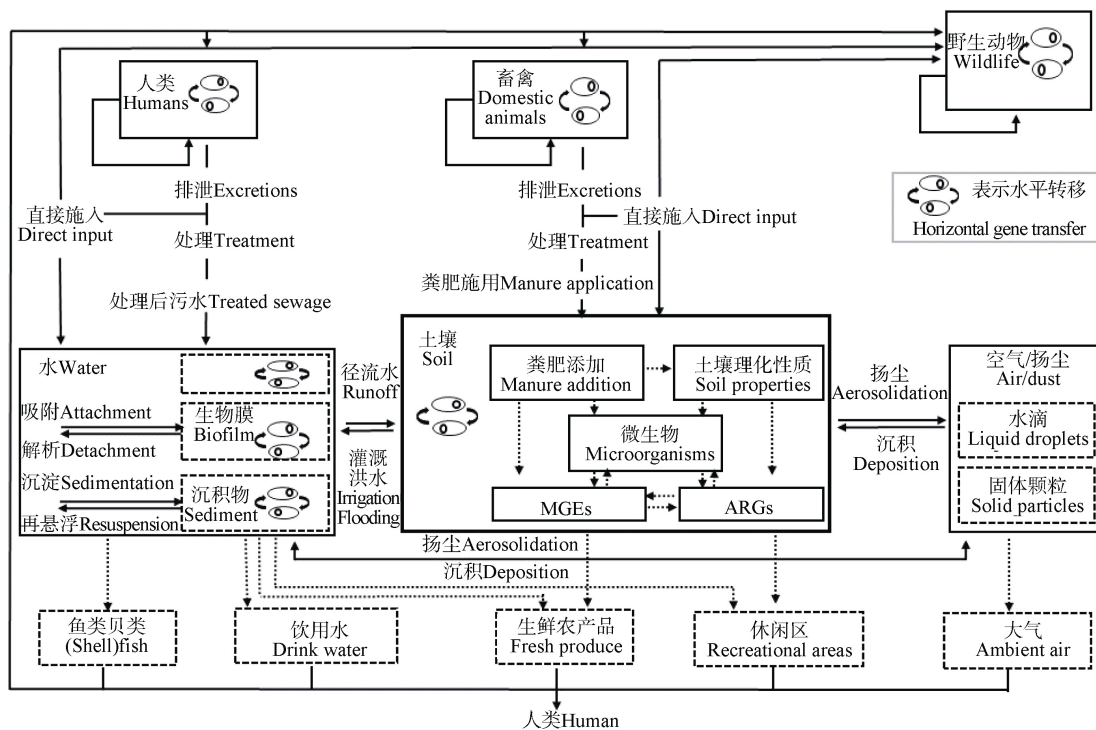 野生动物
Wildlife
人类
Humans
畜禽
Domestic
animals
排泄Excretions
排泄Excretions
表示水平转移
Horizontal gene transfer
直接施入
Direct input
直接施入Direct input
处理Treatment
处理Treatment
粪肥施用Manure application
处理后污水Treated sewage
水Water
吸附Attachment
解析Detachment
沉淀Sedimentation
再悬浮Resuspension
生物膜
Biofilm
沉积物
Sediment
径流水
Runoff
灌溉
洪水
Irrigation
Flooding
土壤
Soil
粪肥添加
Manure addition
土壤理化性质
Soil properties
微生物
Microorganisms
MGEs
ARGs
扬尘
Aerosolidation
沉积
Deposition
空气/扬尘
Air/dust
水滴
Liquid droplets
固体颗粒
Solid particles
扬尘Aerosolidation
沉积Deposition
鱼类贝类
(Shell)fish
饮用水
Drink water
生鲜农产品
Fresh produce
休闲区
Recreational areas
大气
Ambient air
人类Human